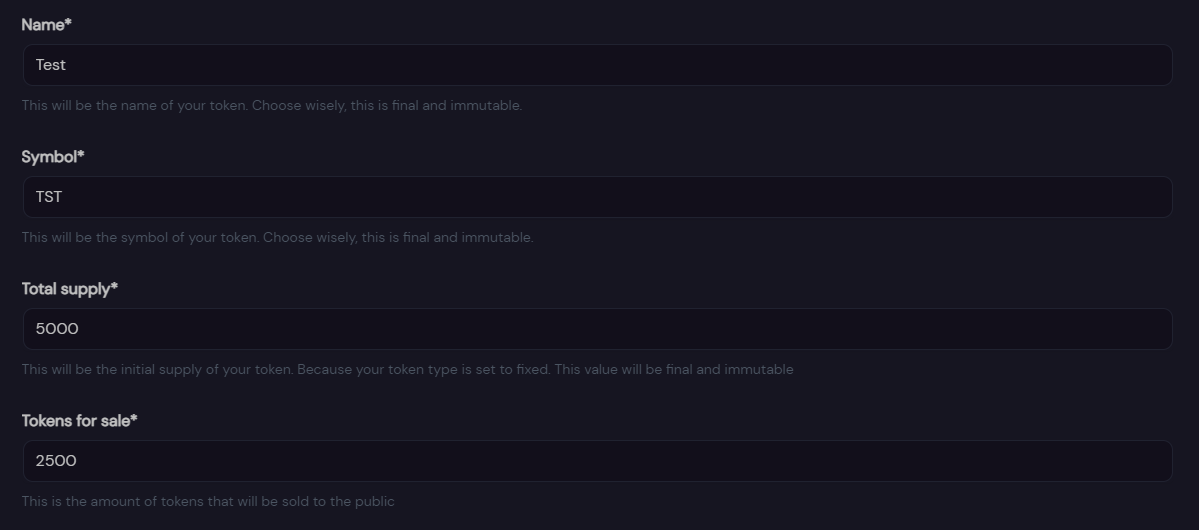 Name*
Test
This will be the name of your token. Choose wisely, this is final and immutable.
Symbol*
TST
This will be the symbol of your token. Choose wisely, this is final and immutable.
Total supply*
5000
This will be the initial supply of your token. Because your token type is set to fixed. This value will be final and immutable
Tokens for sale*
2500
This is the amount of tokens that will be sold to the public